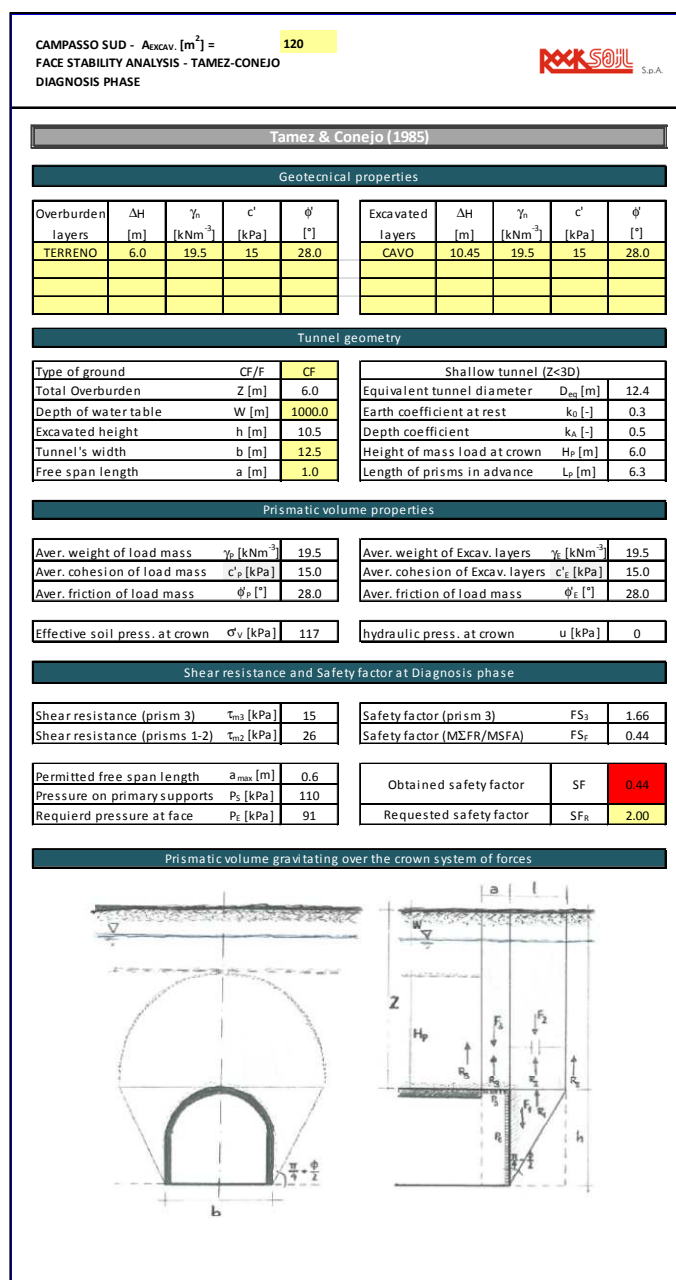 CAMPASSO SUD - AEXCAV. [m²] = 120
FACE STABILITY ANALYSIS - TAMEZ-CONEJO
DIAGNOSIS PHASE
ROCKSOIL S.p.A.
Tamez & Conejo (1985)
Geotecnical properties
Overburden layers ΔH [m] γn [kNm⁻³] c' [kPa] ϕ' [°]
TERRENO 6.0 19.5 15 28.0
Excavated layers ΔH [m] γn [kNm⁻³] c' [kPa] ϕ' [°]
CAVO 10.45 19.5 15 28.0
Tunnel geometry
Type of ground CF/F CF
Total Overburden Z [m] 6.0
Depth of water table W [m] 1000.0
Excavated height h [m] 10.5
Tunnel's width b [m] 12.5
Free span length a [m] 1.0
Shallow tunnel (Z<3D)
Equivalent tunnel diameter Deq [m] 12.4
Earth coefficient at rest k0 [-] 0.3
Depth coefficient kA [-] 0.5
Height of mass load at crown HP [m] 6.0
Length of prisms in advance LP [m] 6.3
Prismatic volume properties
Aver. weight of load mass γP [kNm⁻³] 19.5
Aver. cohesion of load mass c'P [kPa] 15.0
Aver. friction of load mass ϕ'P [°] 28.0
Aver. weight of Excav. layers γE [kNm⁻³] 19.5
Aver. cohesion of Excav. layers c'E [kPa] 15.0
Aver. friction of load mass ϕ'E [°] 28.0
Effective soil press. at crown σ'V [kPa] 117
hydraulic press. at crown u [kPa] 0
Shear resistance and Safety factor at Diagnosis phase
Shear resistance (prism 3) τm3 [kPa] 15
Shear resistance (prisms 1-2) τm2 [kPa] 26
Safety factor (prism 3) FS3 1.66
Safety factor (MΣFR/MSFA) FSF 0.44
Permitted free span length amax [m] 0.6
Pressure on primary supports PS [kPa] 110
Requierd pressure at face PE [kPa] 91
Obtained safety factor SF 0.44
Requested safety factor SFR 2.00
Prismatic volume gravitating over the crown system of forces
a l
W
Z
HP
F3 F2
R3 R3 R2 R2
F1 R1
h
π/4 + ϕ/2
b